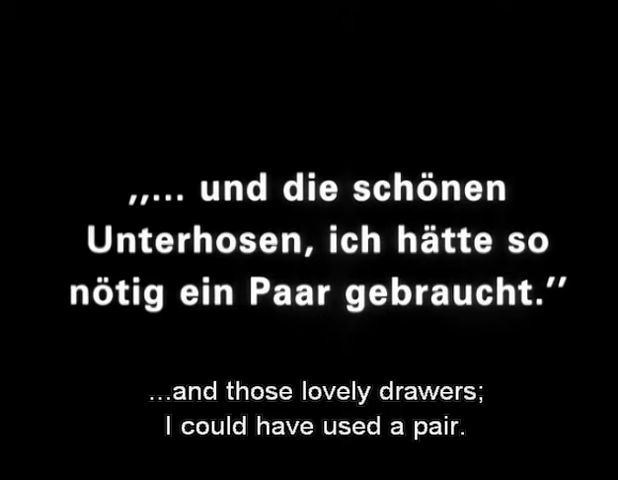 „... und die schönen
Unterhosen, ich hätte so
nötig ein Paar gebraucht.”
...and those lovely drawers;
I could have used a pair.